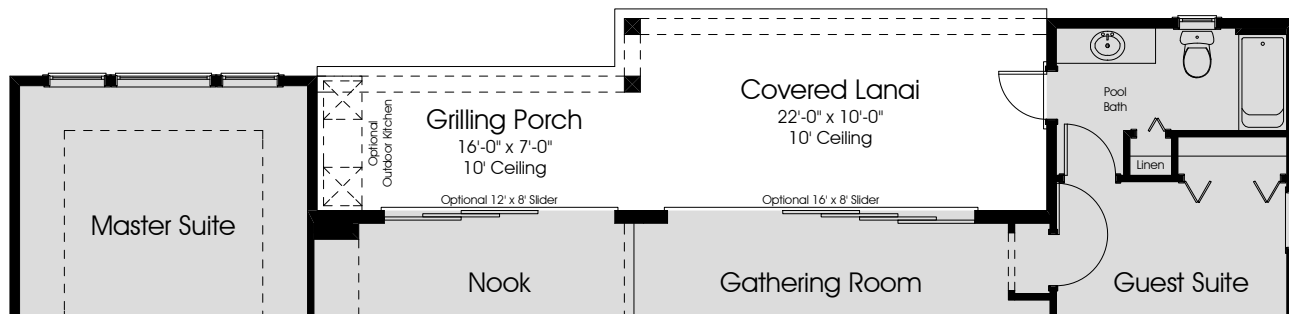 Covered Lanai
22'-0" x 10'-0"
10' Ceiling
Grilling Porch
16'-0" x 7'-0"
10' Ceiling
Optional
Outdoor Kitchen
Pool
Bath
Linen
Optional 12' x 8' Slider
Optional 16' x 8' Slider
Master Suite
Nook
Gathering Room
Guest Suite